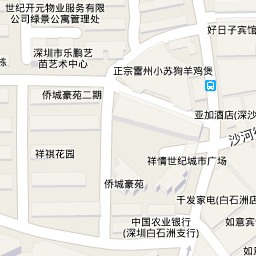 世纪开元物业服务有限
公司绿景公寓管理处
好日子宾馆
深圳市乐鹏艺
苗艺术中心
正宗雷州小苏狗羊鸡煲
栋
侨城豪苑二期
亚加酒店(深沙
沙河
祥祺花园
祥情世纪城市广场
侨城豪苑
千发家电(白石洲店
中国农业银行
(深圳白石洲支行)
如意宾
如意